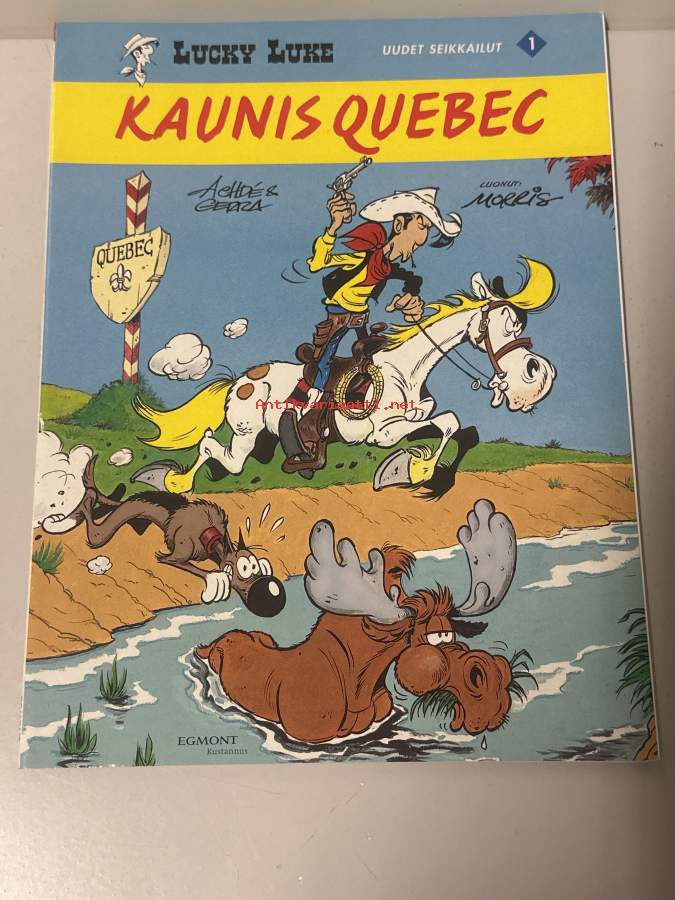 LUCKY LUKE
UUDET SEIKKAILUT 1
KAUNIS QUEBEC
ACHDÉ &
GERRA
LUONUT:
MORRIS
QUEBEC
Antikvariaatti.net
EGMONT
Kustannus